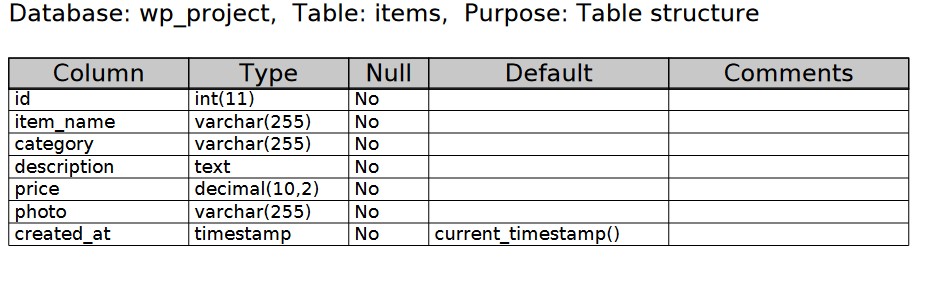 Database: wp_project, Table: items, Purpose: Table structure
Column Type Null Default Comments
id int(11) No
item_name varchar(255) No
category varchar(255) No
description text No
price decimal(10,2) No
photo varchar(255) No
created_at timestamp No current_timestamp()